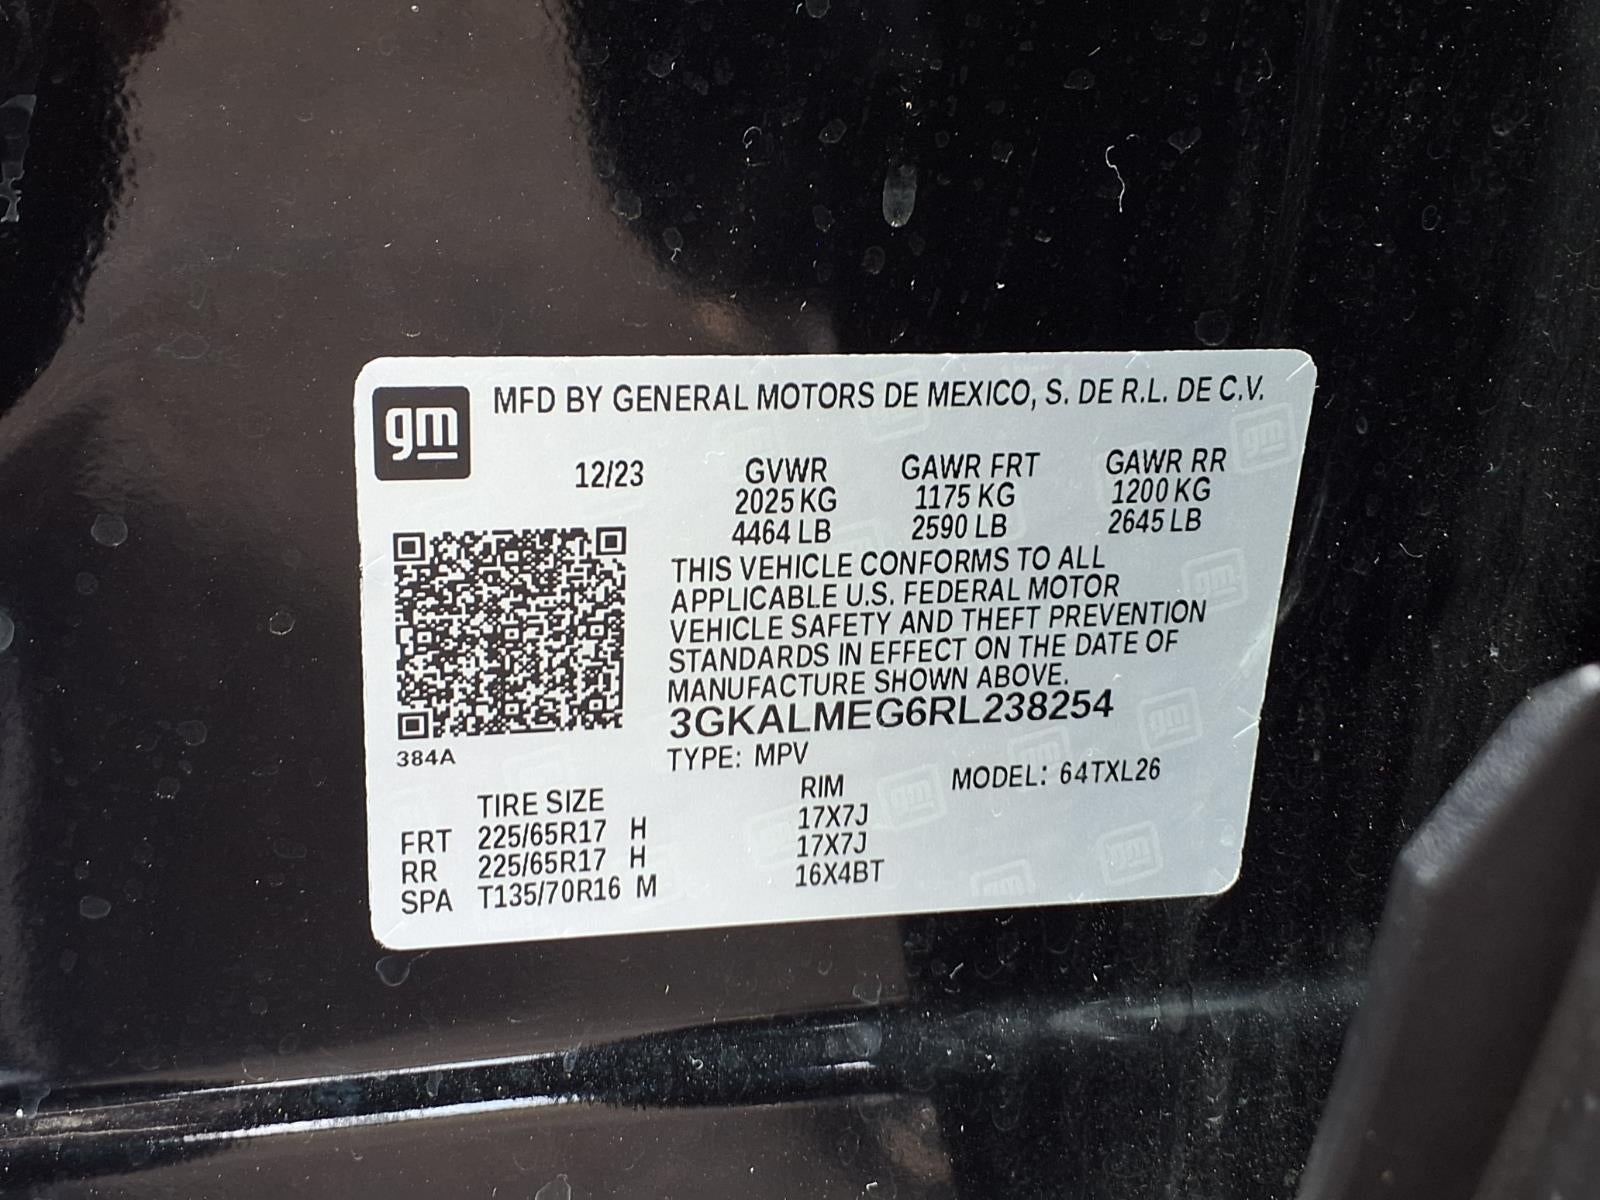 gm
MFD BY GENERAL MOTORS DE MEXICO, S. DE R.L. DE C.V.
12/23 GVWR GAWR FRT GAWR RR
2025 KG 1175 KG 1200 KG
4464 LB 2590 LB 2645 LB
THIS VEHICLE CONFORMS TO ALL
APPLICABLE U.S. FEDERAL MOTOR
VEHICLE SAFETY AND THEFT PREVENTION
STANDARDS IN EFFECT ON THE DATE OF
MANUFACTURE SHOWN ABOVE.
3GKALMEG6RL238254
384A
TYPE: MPV MODEL: 64TXL26
TIRE SIZE RIM
FRT 225/65R17 H 17X7J
RR 225/65R17 H 17X7J
SPA T135/70R16 M 16X4BT